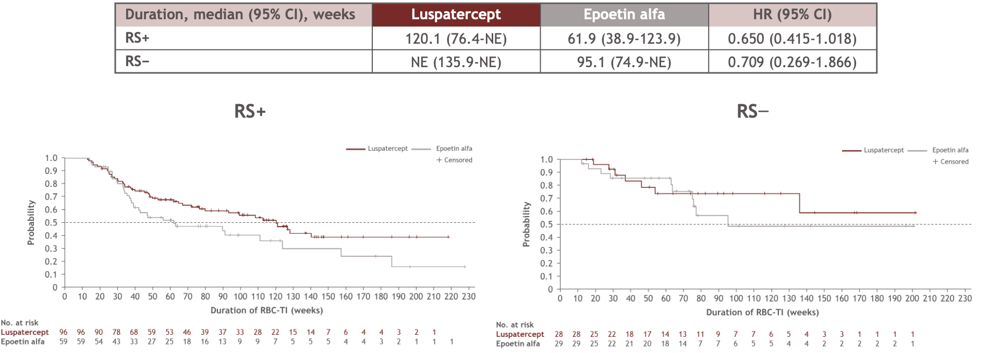 Duration, median (95% CI), weeks Luspatercept Epoetin alfa HR (95% CI)
RS+ 120.1 (76.4-NE) 61.9 (38.9-123.9) 0.650 (0.415-1.018)
RS− NE (135.9-NE) 95.1 (74.9-NE) 0.709 (0.269-1.866)
RS+
Luspatercept Epoetin alfa
+ Censored
Probability
1.0
0.9
0.8
0.7
0.6
0.5
0.4
0.3
0.2
0.1
0
0 10 20 30 40 50 60 70 80 90 100 110 120 130 140 150 160 170 180 190 200 210 220 230
Duration of RBC-TI (weeks)
No. at risk
Luspatercept 96 96 90 78 68 59 53 46 39 37 33 28 22 15 14 7 6 4 4 3 2 1
Epoetin alfa 59 59 54 43 33 27 25 18 16 13 9 9 7 5 5 5 4 4 3 2 1 1 1
RS−
Luspatercept Epoetin alfa
+ Censored
Probability
1.0
0.9
0.8
0.7
0.6
0.5
0.4
0.3
0.2
0.1
0
0 10 20 30 40 50 60 70 80 90 100 110 120 130 140 150 160 170 180 190 200 210 220 230
Duration of RBC-TI (weeks)
No. at risk
Luspatercept 28 28 25 22 18 17 14 13 11 9 7 7 6 5 4 3 3 1 1 1 1
Epoetin alfa 29 29 25 22 21 20 18 14 7 7 6 5 5 4 4 2 2 2 2 2 1